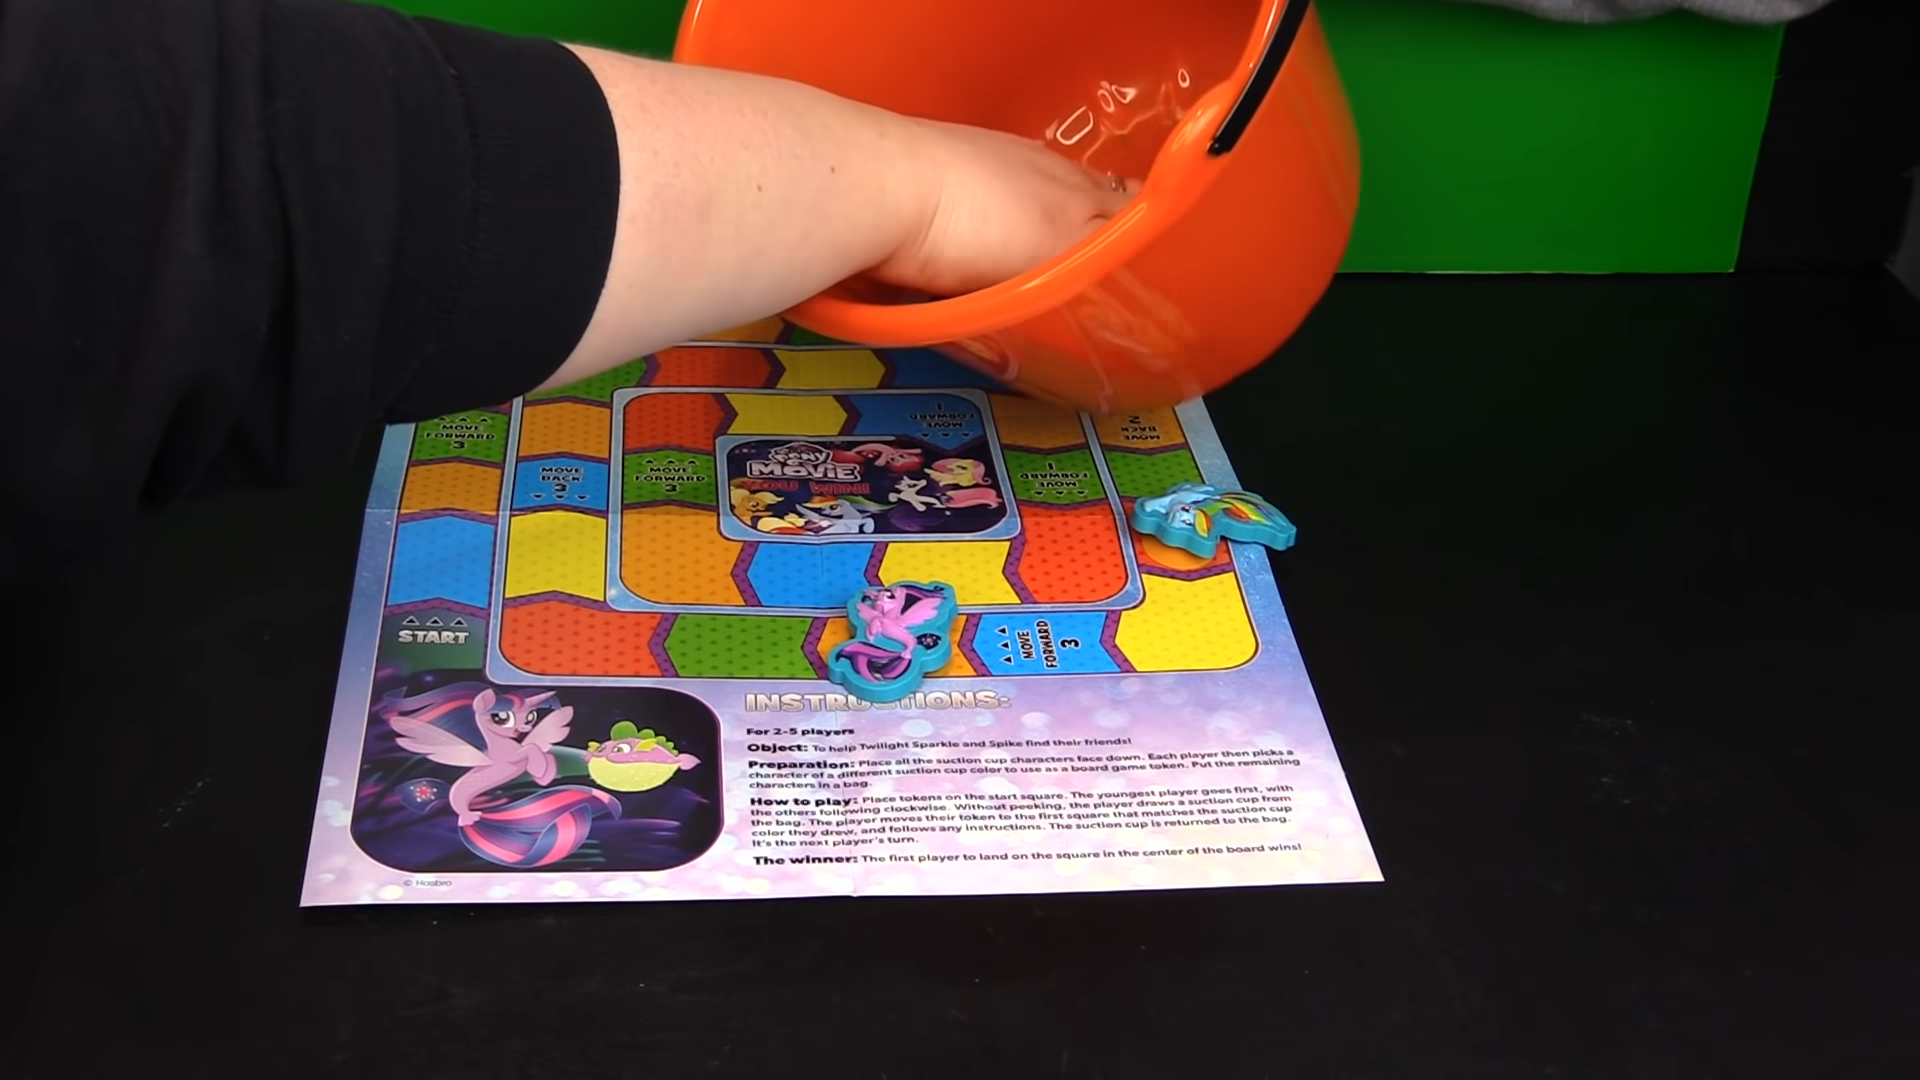 MOVE
FORWARD
3
MOVE
BACK
3
MOVE
FORWARD
3
MOVE
FORWARD
1
MOVE
FORWARD
1
MOVE
BACK
2
PONY
THE
MOVIE
YOU WIN!
START
MOVE
FORWARD
3
INSTRUCTIONS:
For 2-5 players
Object: To help Twilight Sparkle and Spike find their friends!
Preparation: Place all the suction cup characters face down. Each player then picks a
character of a different suction cup color to use as a board game token. Put the remaining
characters in a bag.
How to play: Place tokens on the start square. The youngest player goes first, with
the others following clockwise. Without peeking, the player draws a suction cup from
the bag. The player moves their token to the first square that matches the suction cup
color they drew, and follows any instructions. The suction cup is returned to the bag.
It's the next player's turn.
The winner: The first player to land on the square in the center of the board wins!
© Hasbro